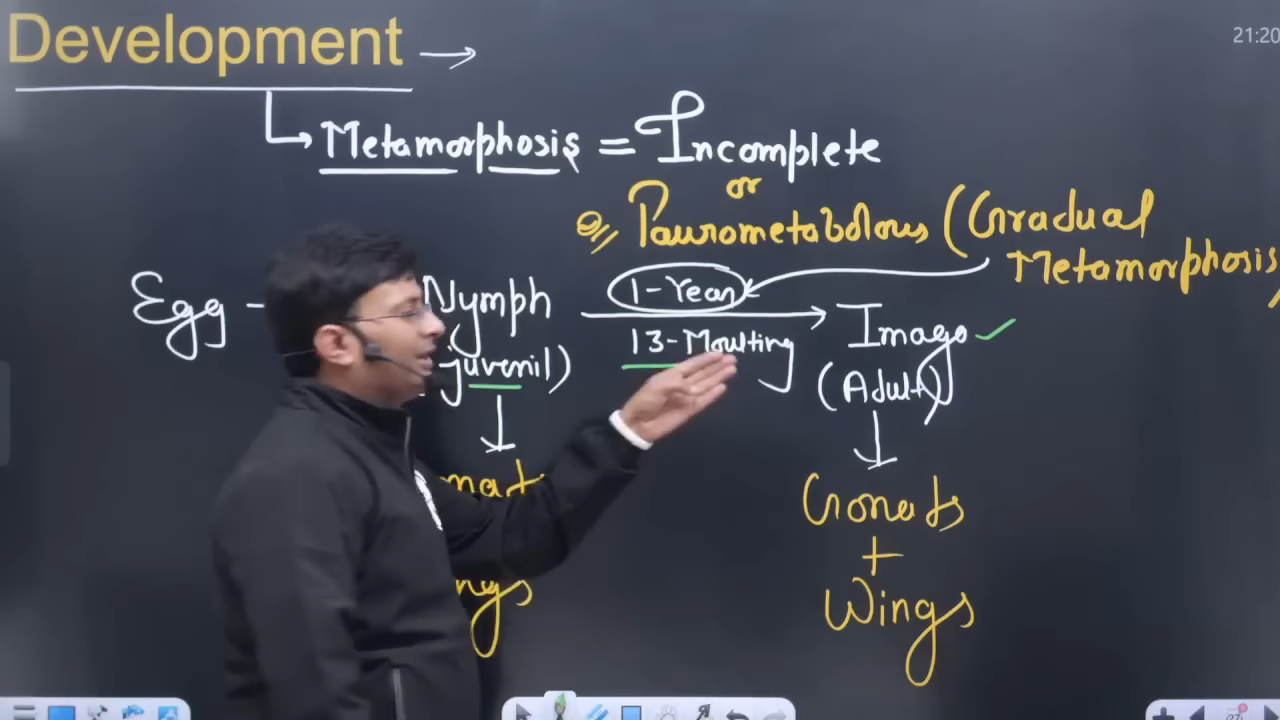 Development →
21:20
Metamorphosis = Incomplete
or
Paurometabolous (Gradual
Metamorphosis)
Egg - Nymph 1-Year Imago ✓
(juvenil) 13-Moulting (Adult)
Gonads
+
Wings